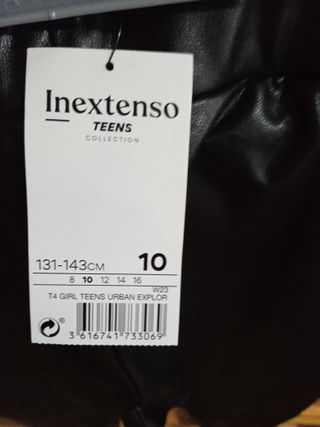 Inextenso
TEENS
COLLECTION
131-143CM 10
8 10 12 14 16
W23
T4 GIRL TEENS URBAN EXPLOR
3 616741 733069